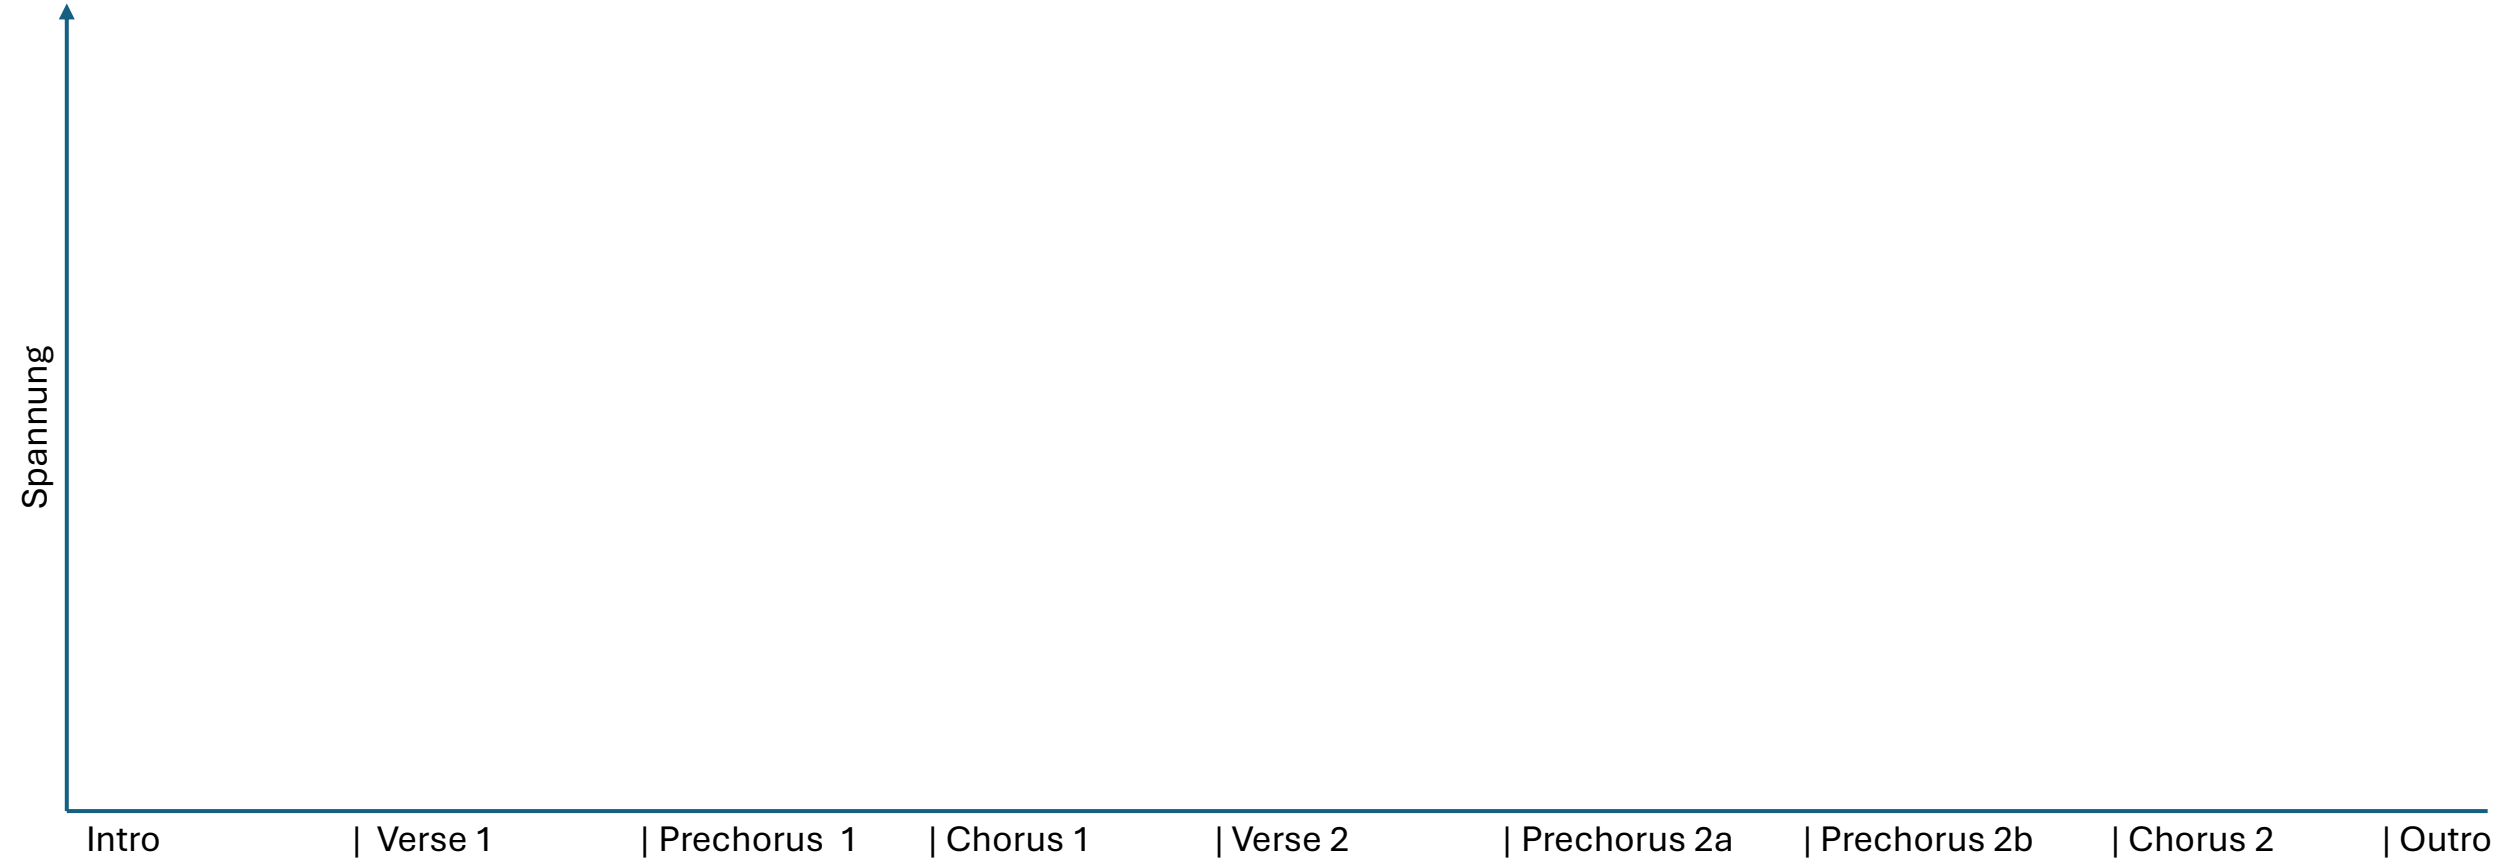 Spannung
Intro | Verse 1 | Prechorus 1 | Chorus 1 | Verse 2 | Prechorus 2a | Prechorus 2b | Chorus 2 | Outro